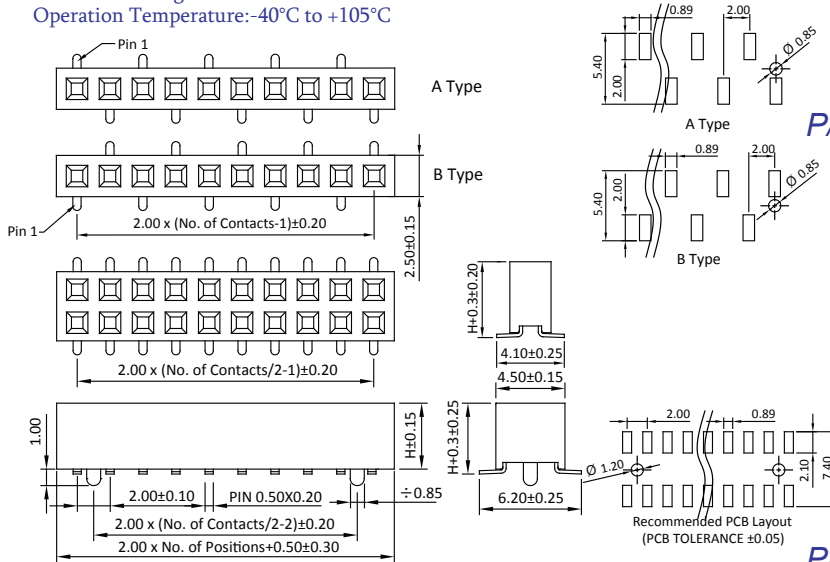 Operation Temperature:-40°C to +105°C
Pin 1
A Type
B Type
Pin 1
2.00 x (No. of Contacts-1)±0.20
2.50±0.15
2.00 x (No. of Contacts/2-1)±0.20
H+0.3±0.20
4.10±0.25
4.50±0.15
1.00
H±0.15
2.00±0.10
PIN 0.50X0.20
÷0.85
2.00 x (No. of Contacts/2-2)±0.20
2.00 x No. of Positions+0.50±0.30
H+0.3±0.25
6.20±0.25
0.89
2.00
Ø 0.85
5.40
2.00
A Type
0.89
2.00
Ø 0.85
5.40
2.00
B Type
2.00
0.89
Ø 1.20
2.10
7.40
Recommended PCB Layout
(PCB TOLERANCE ±0.05)